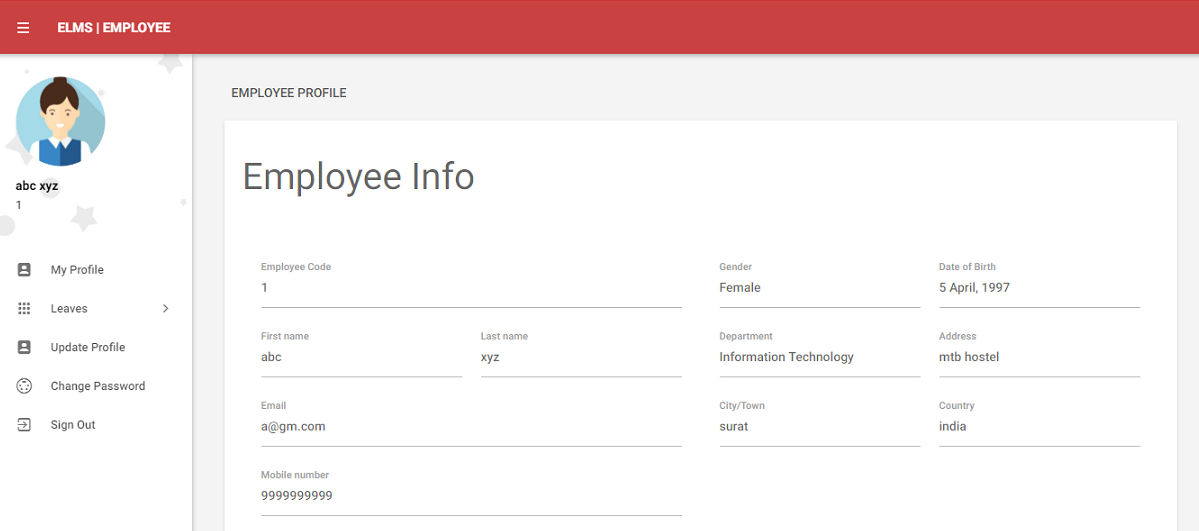 ELMS | EMPLOYEE
abc xyz
1
My Profile
Leaves
Update Profile
Change Password
Sign Out
EMPLOYEE PROFILE
Employee Info
Employee Code
1
Gender
Female
Date of Birth
5 April, 1997
First name
abc
Last name
xyz
Department
Information Technology
Address
mtb hostel
Email
a@gm.com
City/Town
surat
Country
india
Mobile number
9999999999